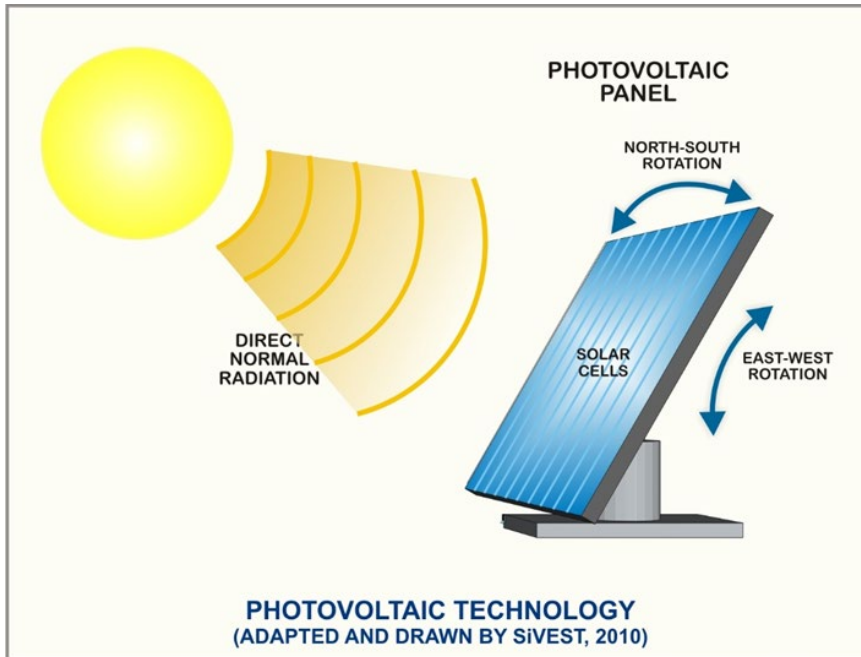 PHOTOVOLTAIC
PANEL
NORTH-SOUTH
ROTATION
DIRECT
NORMAL
RADIATION
SOLAR
CELLS
EAST-WEST
ROTATION
PHOTOVOLTAIC TECHNOLOGY
(ADAPTED AND DRAWN BY SiVEST, 2010)